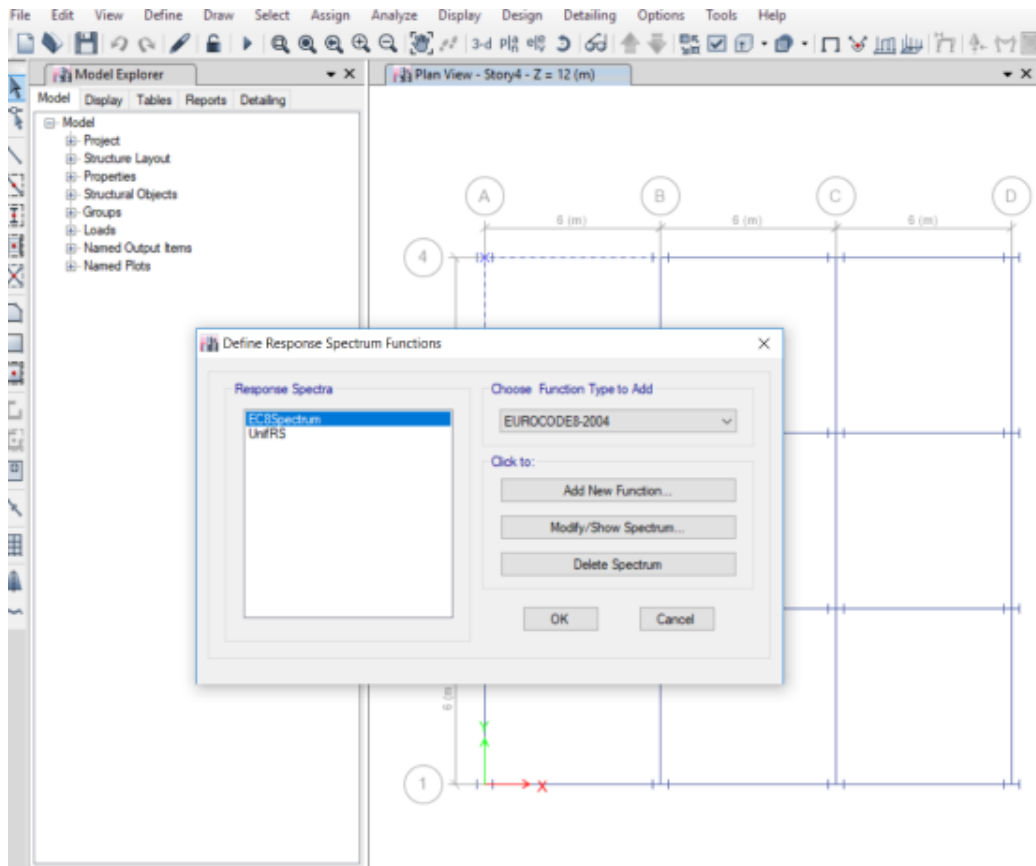 File Edit View Define Draw Select Assign Analyze Display Design Detailing Options Tools Help
3-d
Model Explorer
Plan View - Story4 - Z = 12 (m)
Model Display Tables Reports Detailing
Model
Project
Structure Layout
Properties
Structural Objects
Groups
Loads
Named Output Items
Named Plots
A B C D
6 (m) 6 (m) 6 (m)
4
Define Response Spectrum Functions
Response Spectra
EC8Spectrum
UnifRS
Choose Function Type to Add
EUROCODE8-2004
Click to:
Add New Function...
Modify/Show Spectrum...
Delete Spectrum
OK Cancel
6 (m)
Y
1
X